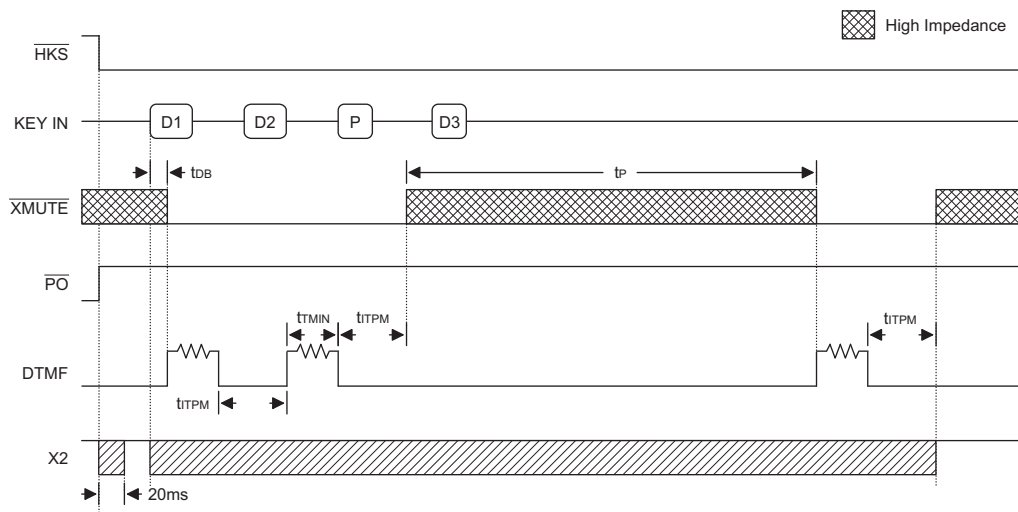 High Impedance
HKS
KEY IN D1 D2 P D3
tDB tP
XMUTE
PO
tTMIN tITPM tITPM
DTMF
tITPM
X2
20ms